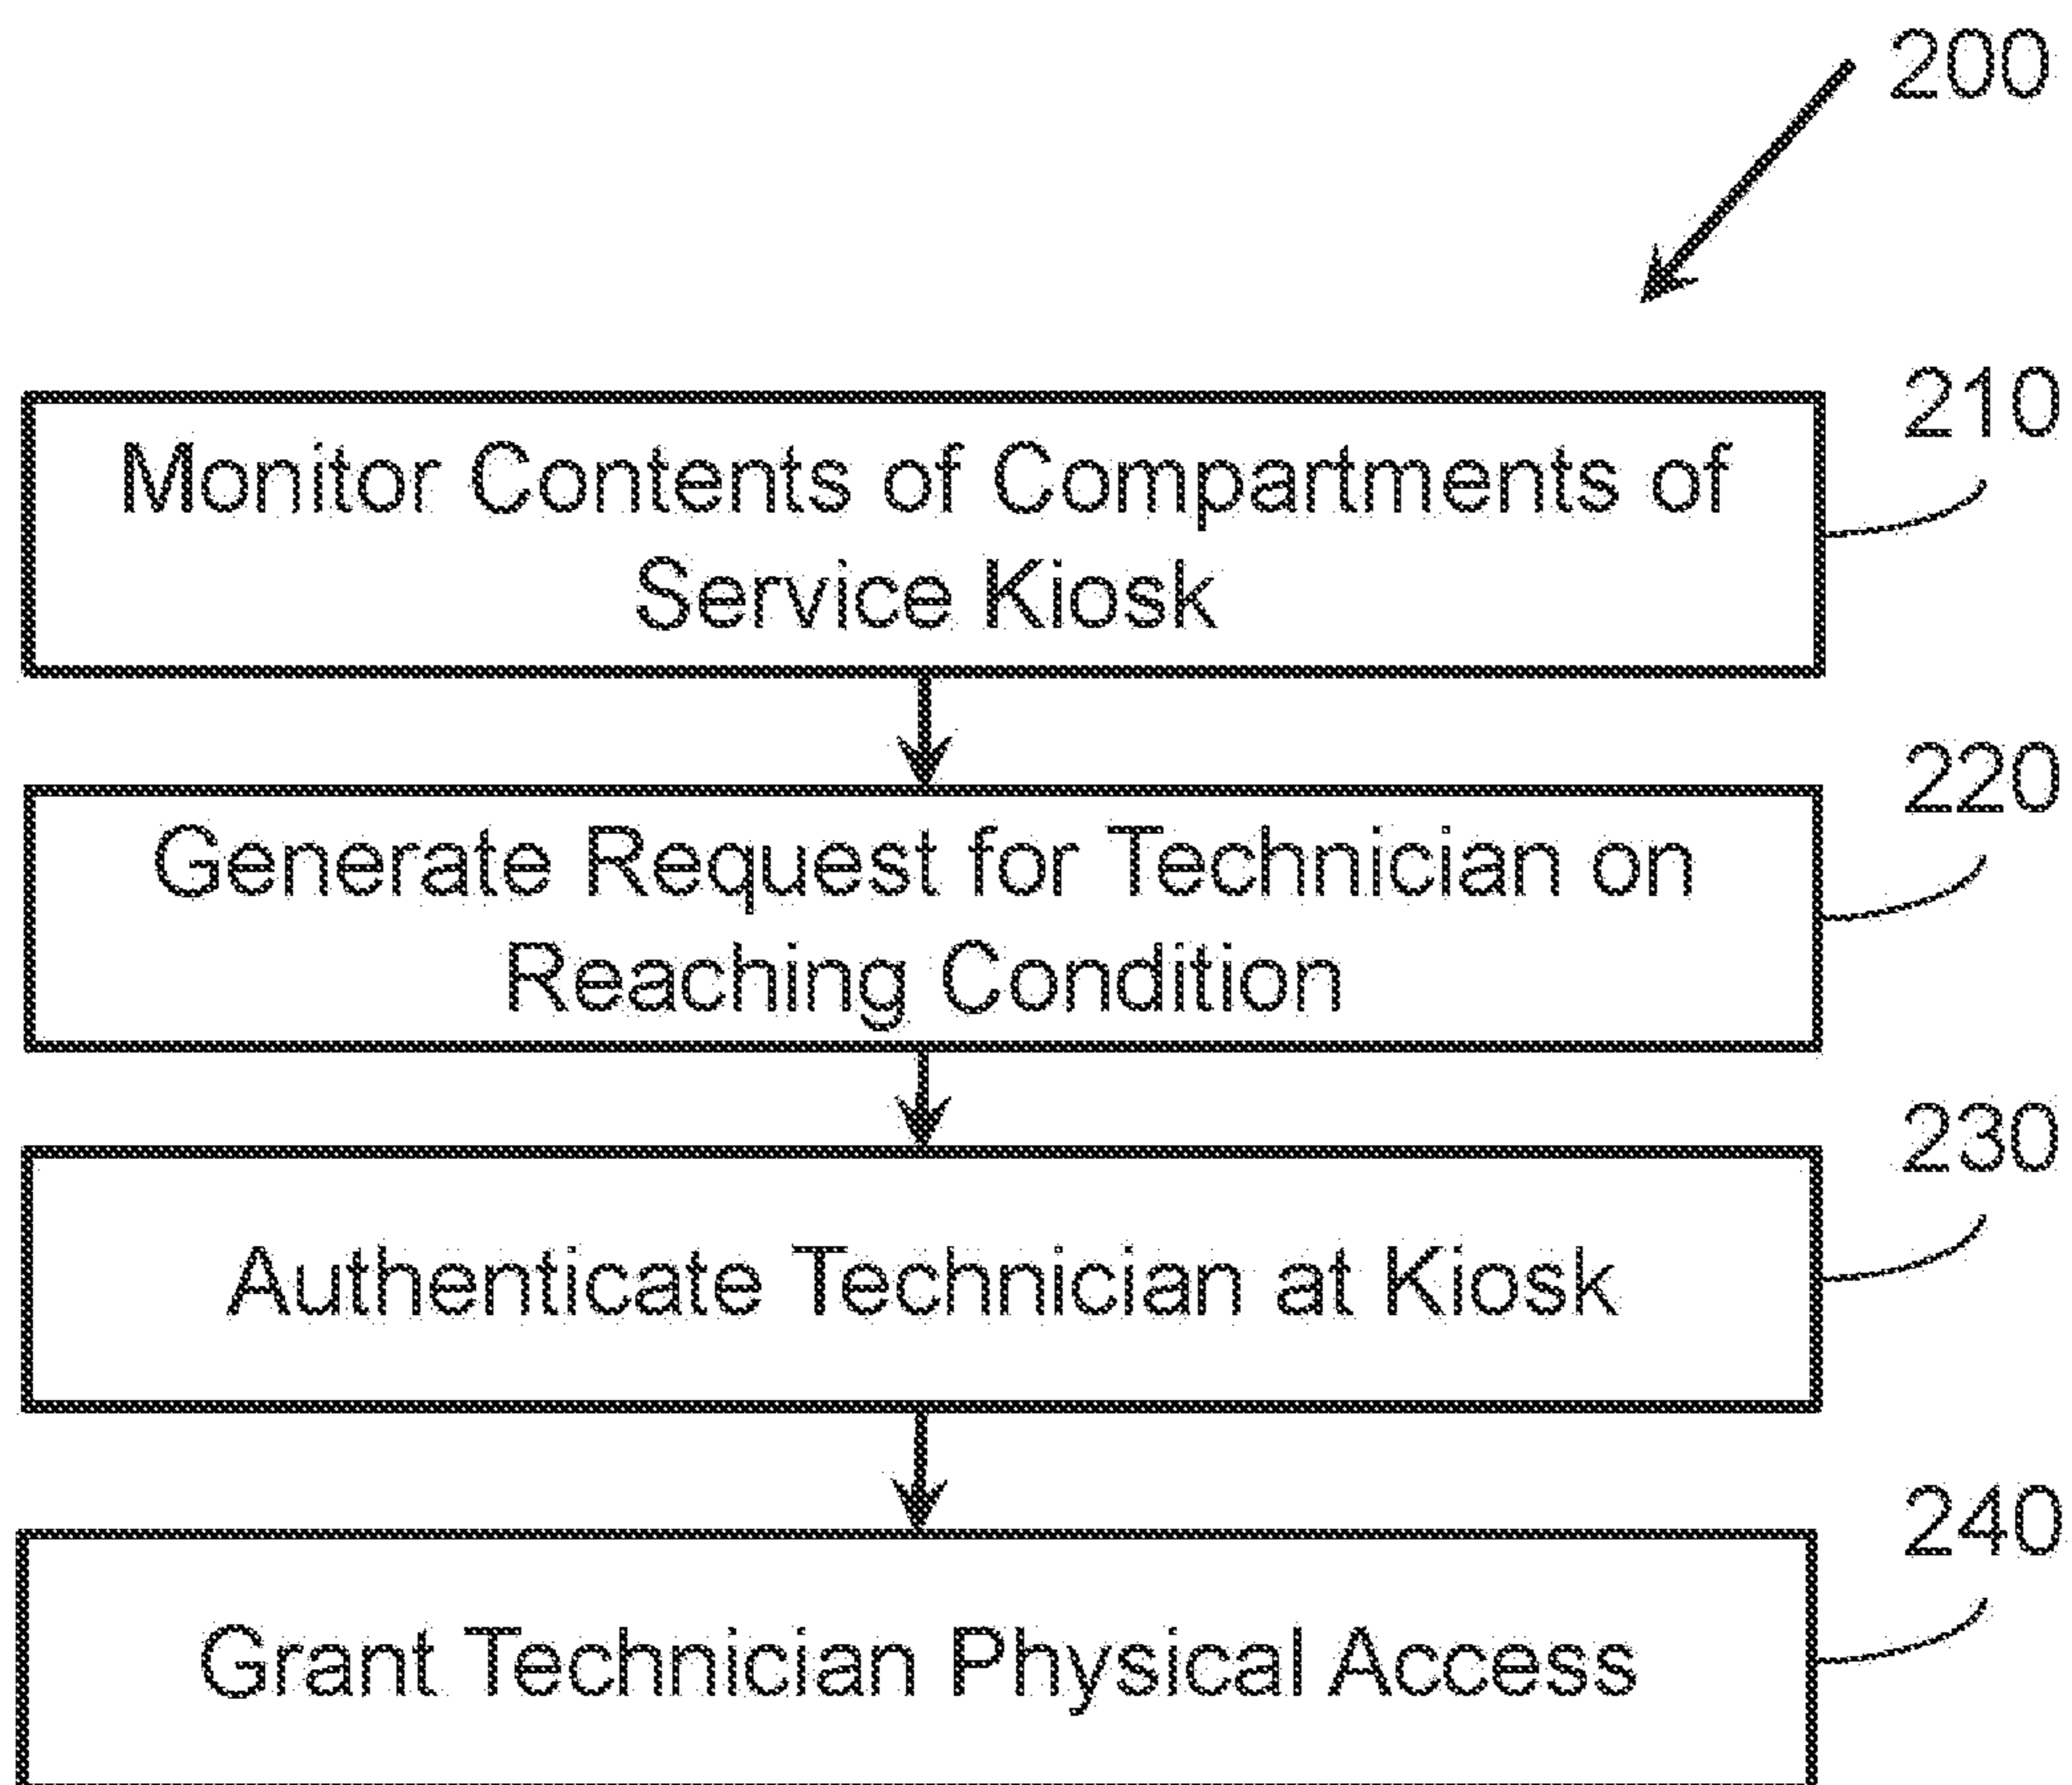 200
210
Monitor Contents of Compartments of
Service Kiosk
220
Generate Request for Technician on
Reaching Condition
230
Authenticate Technician at Kiosk
240
Grant Technician Physical Access